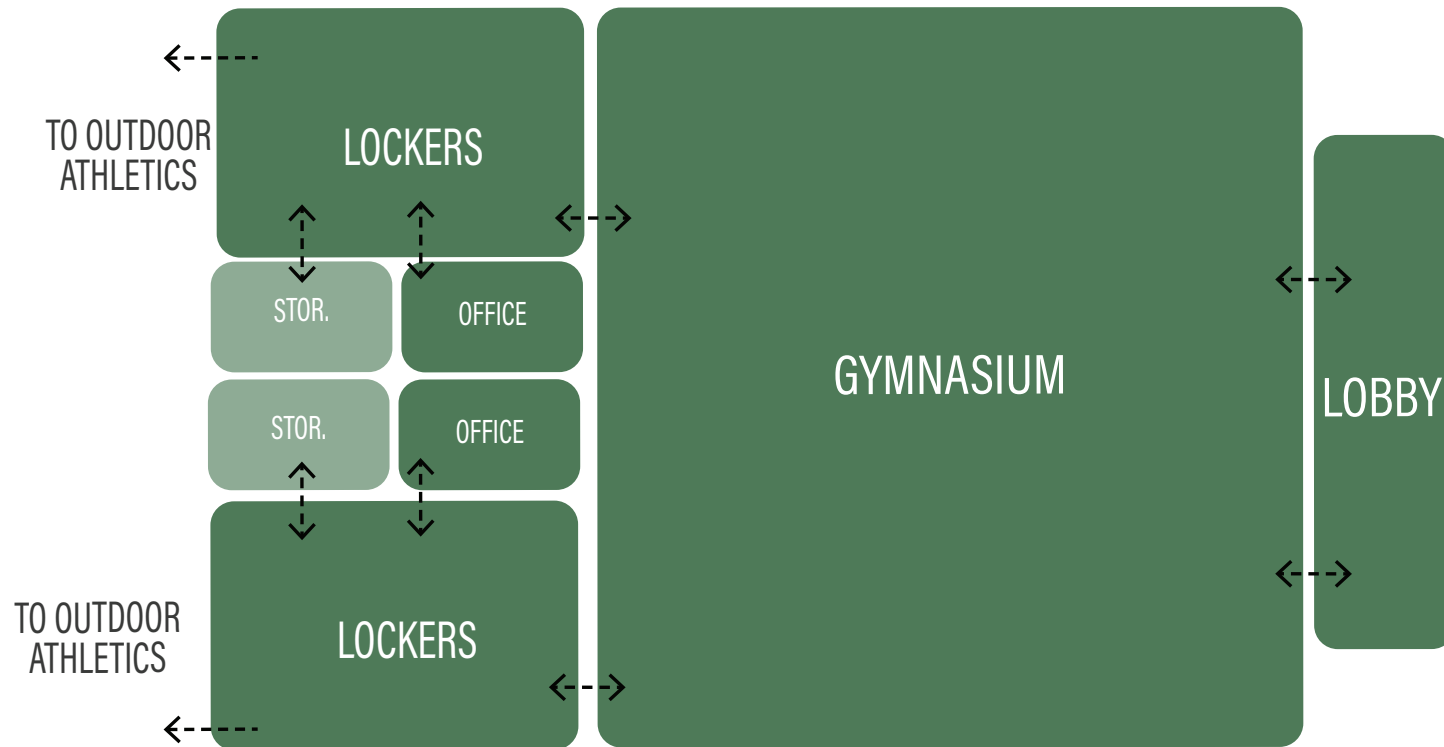 TO OUTDOOR
ATHLETICS
LOCKERS
STOR.
OFFICE
STOR.
OFFICE
GYMNASIUM
LOBBY
TO OUTDOOR
ATHLETICS
LOCKERS